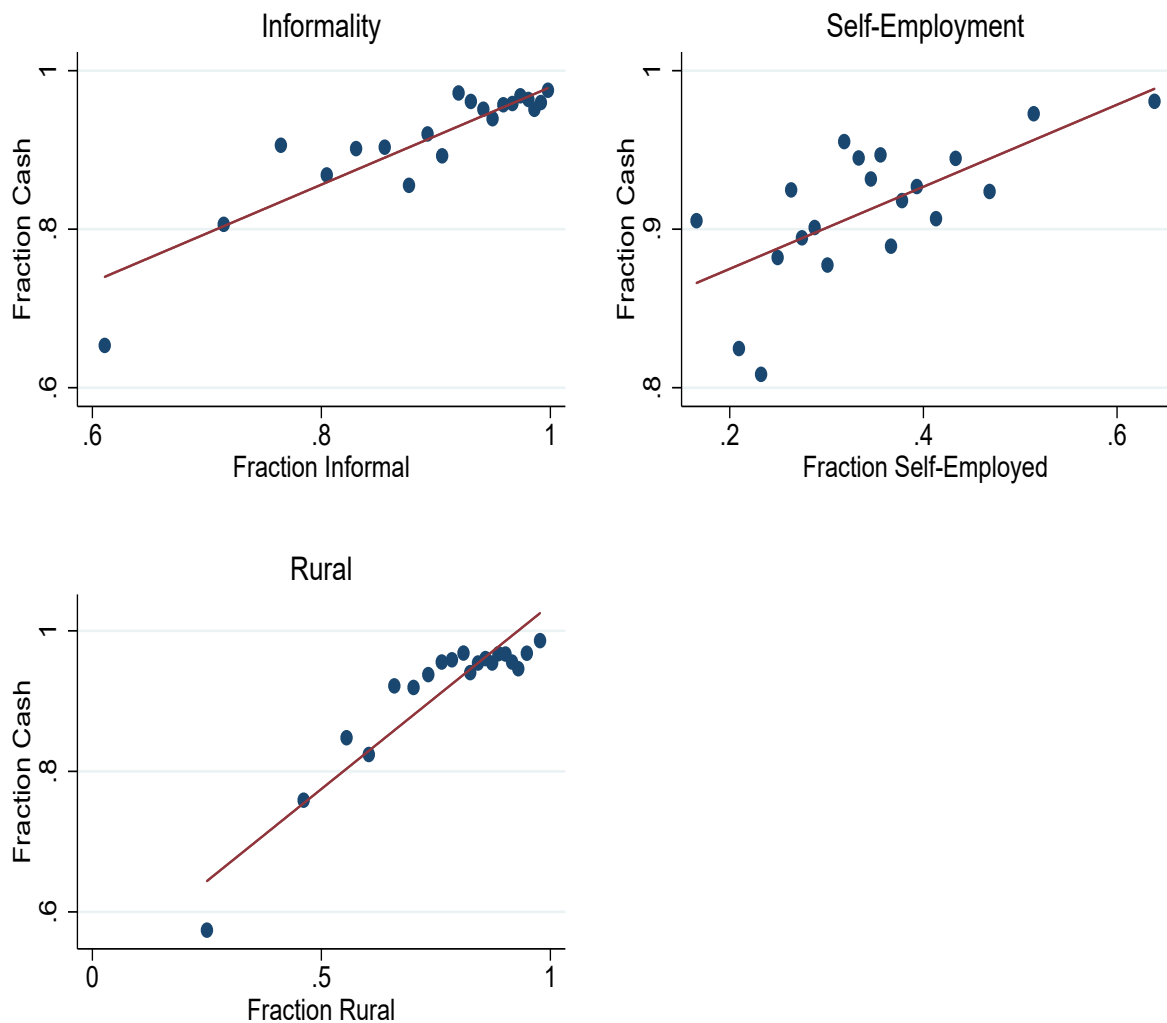 Informality
Fraction Cash
1
.8
.6
.6
.8
1
Fraction Informal
Self-Employment
Fraction Cash
1
.9
.8
.2
.4
.6
Fraction Self-Employed
Rural
Fraction Cash
1
.8
.6
0
.5
1
Fraction Rural